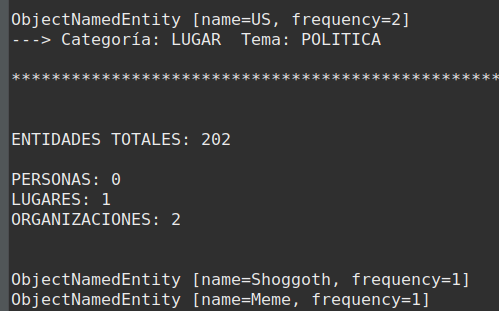 ObjectNamedEntity [name=US, frequency=2]
---> Categoría: LUGAR  Tema: POLITICA
*************************************************
ENTIDADES TOTALES: 202
PERSONAS: 0
LUGARES: 1
ORGANIZACIONES: 2
ObjectNamedEntity [name=Shoggoth, frequency=1]
ObjectNamedEntity [name=Meme, frequency=1]